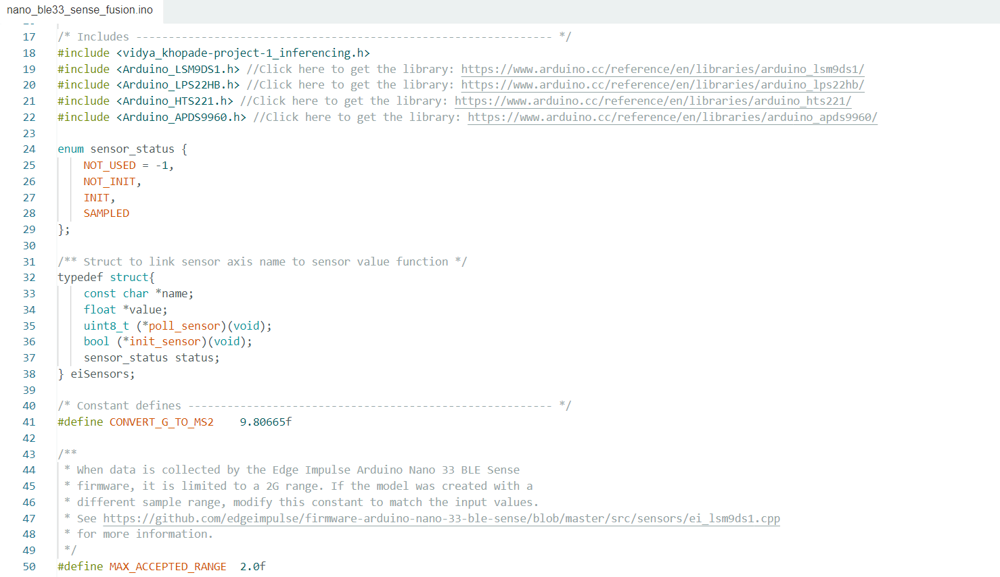 nano_ble33_sense_fusion.ino
17 /* Includes ---------------------------------------------------------------- */
18 #include <vidya_khopade-project-1_inferencing.h>
19 #include <Arduino_LSM9DS1.h> //Click here to get the library: https://www.arduino.cc/reference/en/libraries/arduino_lsm9ds1/
20 #include <Arduino_LPS22HB.h> //Click here to get the library: https://www.arduino.cc/reference/en/libraries/arduino_lps22hb/
21 #include <Arduino_HTS221.h> //Click here to get the library: https://www.arduino.cc/reference/en/libraries/arduino_hts221/
22 #include <Arduino_APDS9960.h> //Click here to get the library: https://www.arduino.cc/reference/en/libraries/arduino_apds9960/
23
24 enum sensor_status {
25     NOT_USED = -1,
26     NOT_INIT,
27     INIT,
28     SAMPLED
29 };
30
31 /** Struct to link sensor axis name to sensor value function */
32 typedef struct{
33     const char *name;
34     float *value;
35     uint8_t (*poll_sensor)(void);
36     bool (*init_sensor)(void);
37     sensor_status status;
38 } eiSensors;
39
40 /* Constant defines -------------------------------------------------------- */
41 #define CONVERT_G_TO_MS2    9.80665f
42
43 /**
44  * When data is collected by the Edge Impulse Arduino Nano 33 BLE Sense
45  * firmware, it is limited to a 2G range. If the model was created with a
46  * different sample range, modify this constant to match the input values.
47  * See https://github.com/edgeimpulse/firmware-arduino-nano-33-ble-sense/blob/master/src/sensors/ei_lsm9ds1.cpp
48  * for more information.
49  */
50 #define MAX_ACCEPTED_RANGE  2.0f